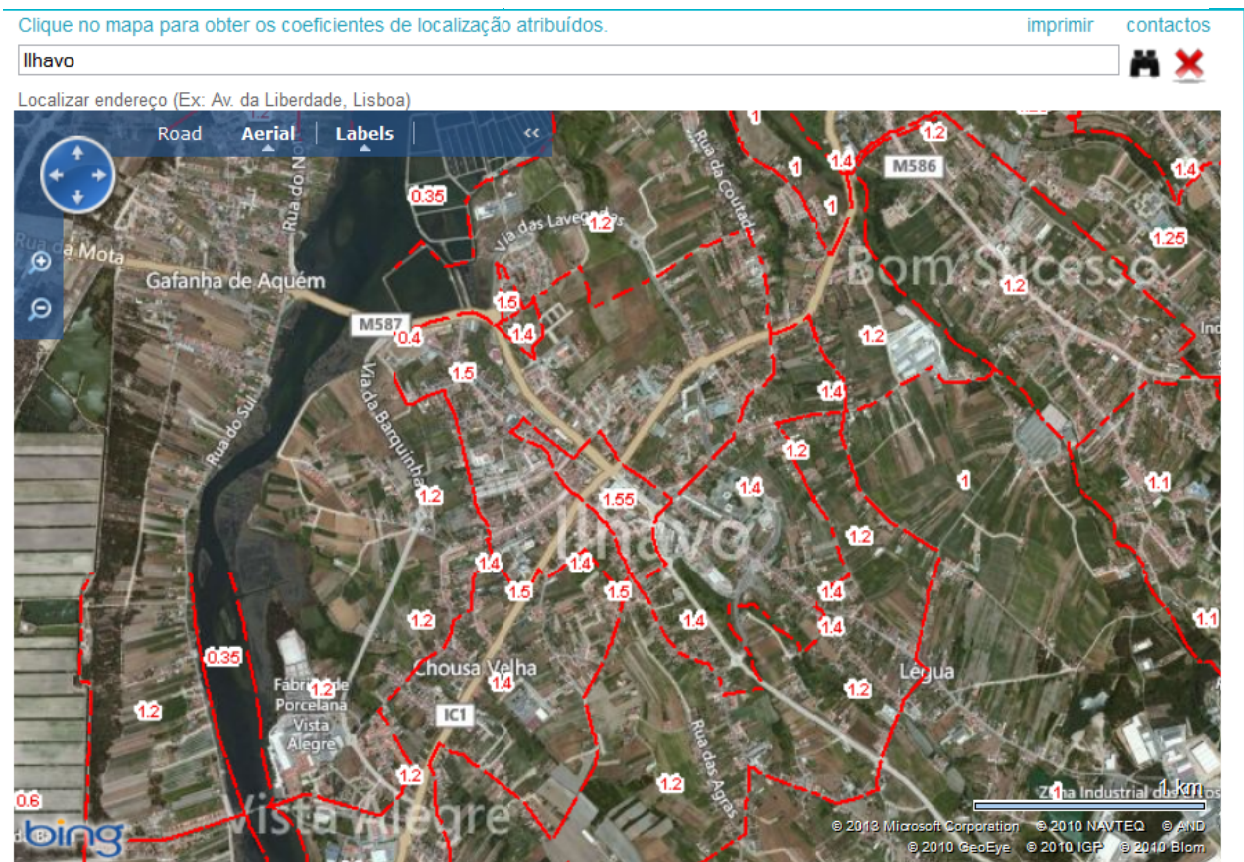 Clique no mapa para obter os coeficientes de localização atribuídos.
imprimir contactos
Ilhavo
Localizar endereço (Ex: Av. da Liberdade, Lisboa)
Road Aerial Labels <<
1.2
1
1.2
1.4
M586
1
1.4
Rua da Coutada
0.35
1
Via das Lavegadas
1.2
1.25
Rua da Mota
Bom Sucesso
Gafanha de Aquém
1.2
1.5
M587
0.4
1.4
1.2
1.5
1.4
Rua do Sul
Via da Barquinha
1.2
1.4
1
1.1
1.2
1.55
Ilhavo
1.2
1.4
1.4
1.5
1.5
1.4
1.2
1.4
1.4
1.1
0.35
Chousa Velha
1.4
Légua
1.2
Fábrica de
Porcelana
Vista
Alegre
1.2
1.2
IC1
Rua das Agras
1.2
1.2
0.6
Vista Alegre
1
1 km
Zona Industrial dos
bing
© 2013 Microsoft Corporation © 2010 NAVTEQ © AND
© 2010 GeoEye © 2010 IGP © 2010 Blom